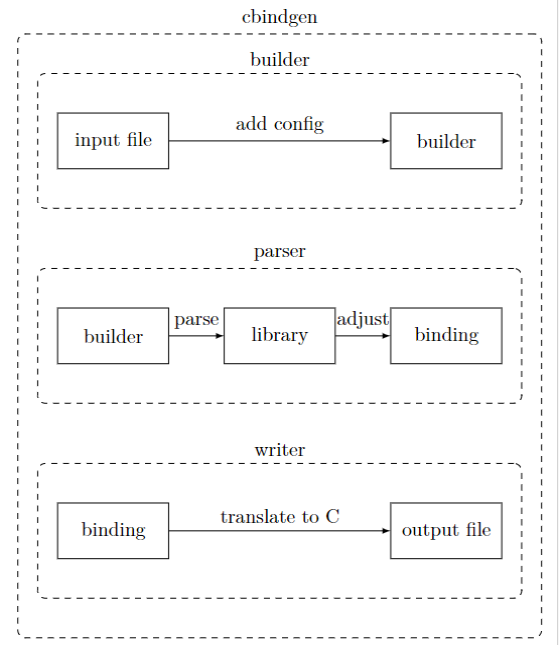 cbindgen
builder
input file
add config
builder
parser
builder
parse
library
adjust
binding
writer
binding
translate to C
output file